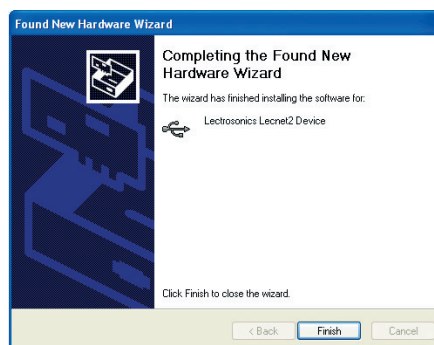 Found New Hardware Wizard
Completing the Found New
Hardware Wizard
The wizard has finished installing the software for:
Lectrosonics Lecnet2 Device
Click Finish to close the wizard.
< Back
Finish
Cancel